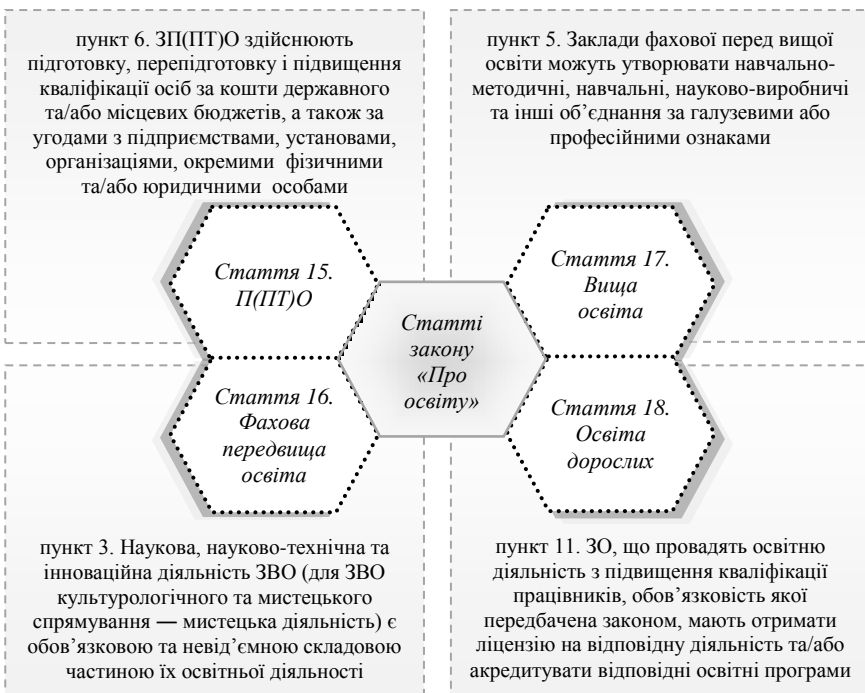 пункт 6. ЗП(ПТ)О здійснюють
підготовку, перепідготовку і підвищення
кваліфікації осіб за кошти державного
та/або місцевих бюджетів, а також за
угодами з підприємствами, установами,
організаціями, окремими фізичними
та/або юридичними особами
пункт 5. Заклади фахової перед вищої
освіти можуть утворювати навчально-
методичні, навчальні, науково-виробничі
та інші об’єднання за галузевими або
професійними ознаками
Стаття 15.
П(ПТ)О
Стаття 17.
Вища
освіта
Статті
закону
«Про
освіту»
Стаття 16.
Фахова
передвища
освіта
Стаття 18.
Освіта
дорослих
пункт 3. Наукова, науково-технічна та
інноваційна діяльність ЗВО (для ЗВО
культурологічного та мистецького
спрямування — мистецька діяльність) є
обов’язковою та невід’ємною складовою
частиною їх освітньої діяльності
пункт 11. ЗО, що провадять освітню
діяльність з підвищення кваліфікації
працівників, обов’язковість якої
передбачена законом, мають отримати
ліцензію на відповідну діяльність та/або
акредитувати відповідні освітні програми